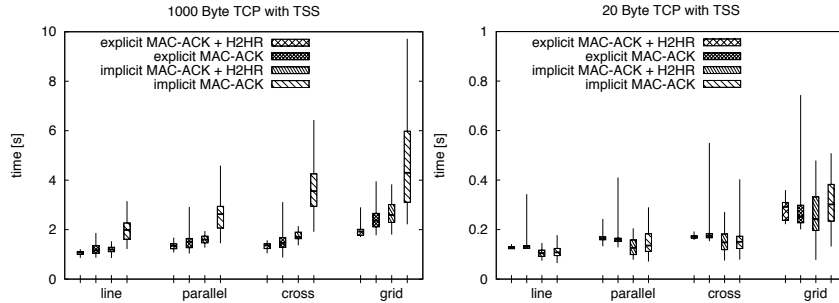 1000 Byte TCP with TSS
10
8
6
4
2
0
time [s]
explicit MAC-ACK + H2HR
explicit MAC-ACK
implicit MAC-ACK + H2HR
implicit MAC-ACK
line parallel cross grid
20 Byte TCP with TSS
1
0.8
0.6
0.4
0.2
0
time [s]
explicit MAC-ACK + H2HR
explicit MAC-ACK
implicit MAC-ACK + H2HR
implicit MAC-ACK
line parallel cross grid